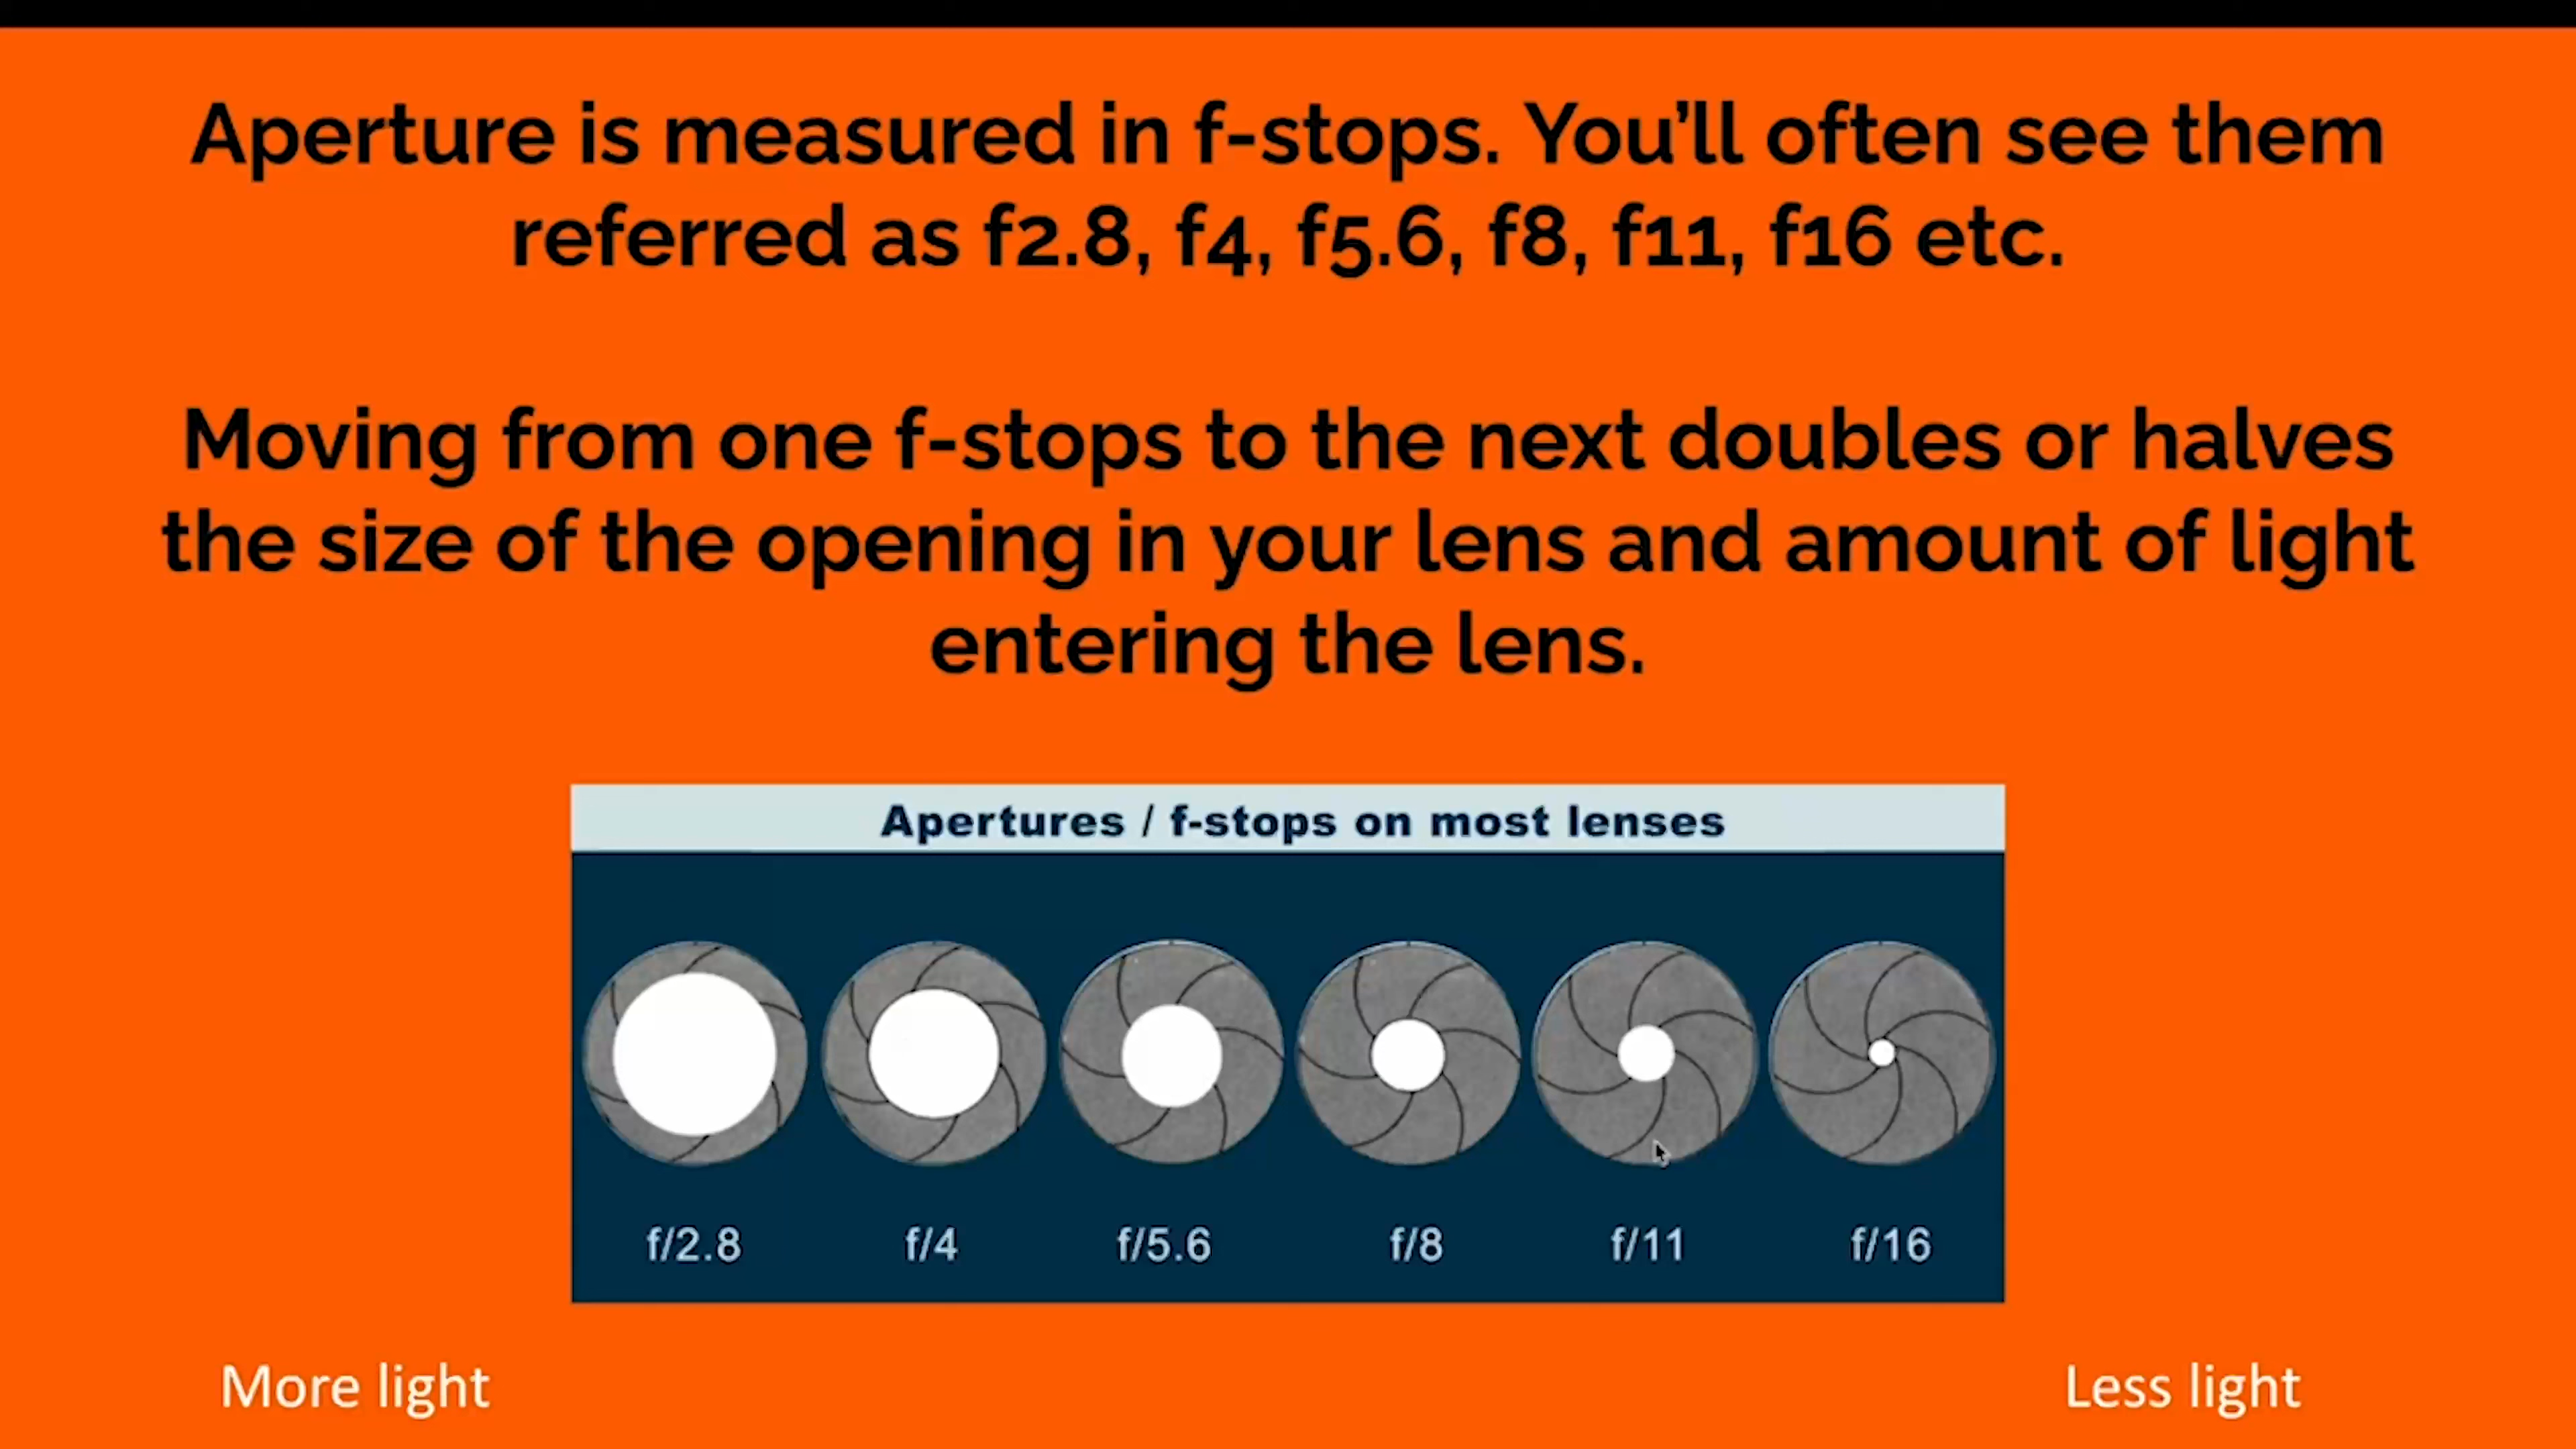 Aperture is measured in f-stops. You’ll often see them
referred as f2.8, f4, f5.6, f8, f11, f16 etc.
Moving from one f-stops to the next doubles or halves
the size of the opening in your lens and amount of light
entering the lens.
Apertures / f-stops on most lenses
f/2.8 f/4 f/5.6 f/8 f/11 f/16
More light Less light